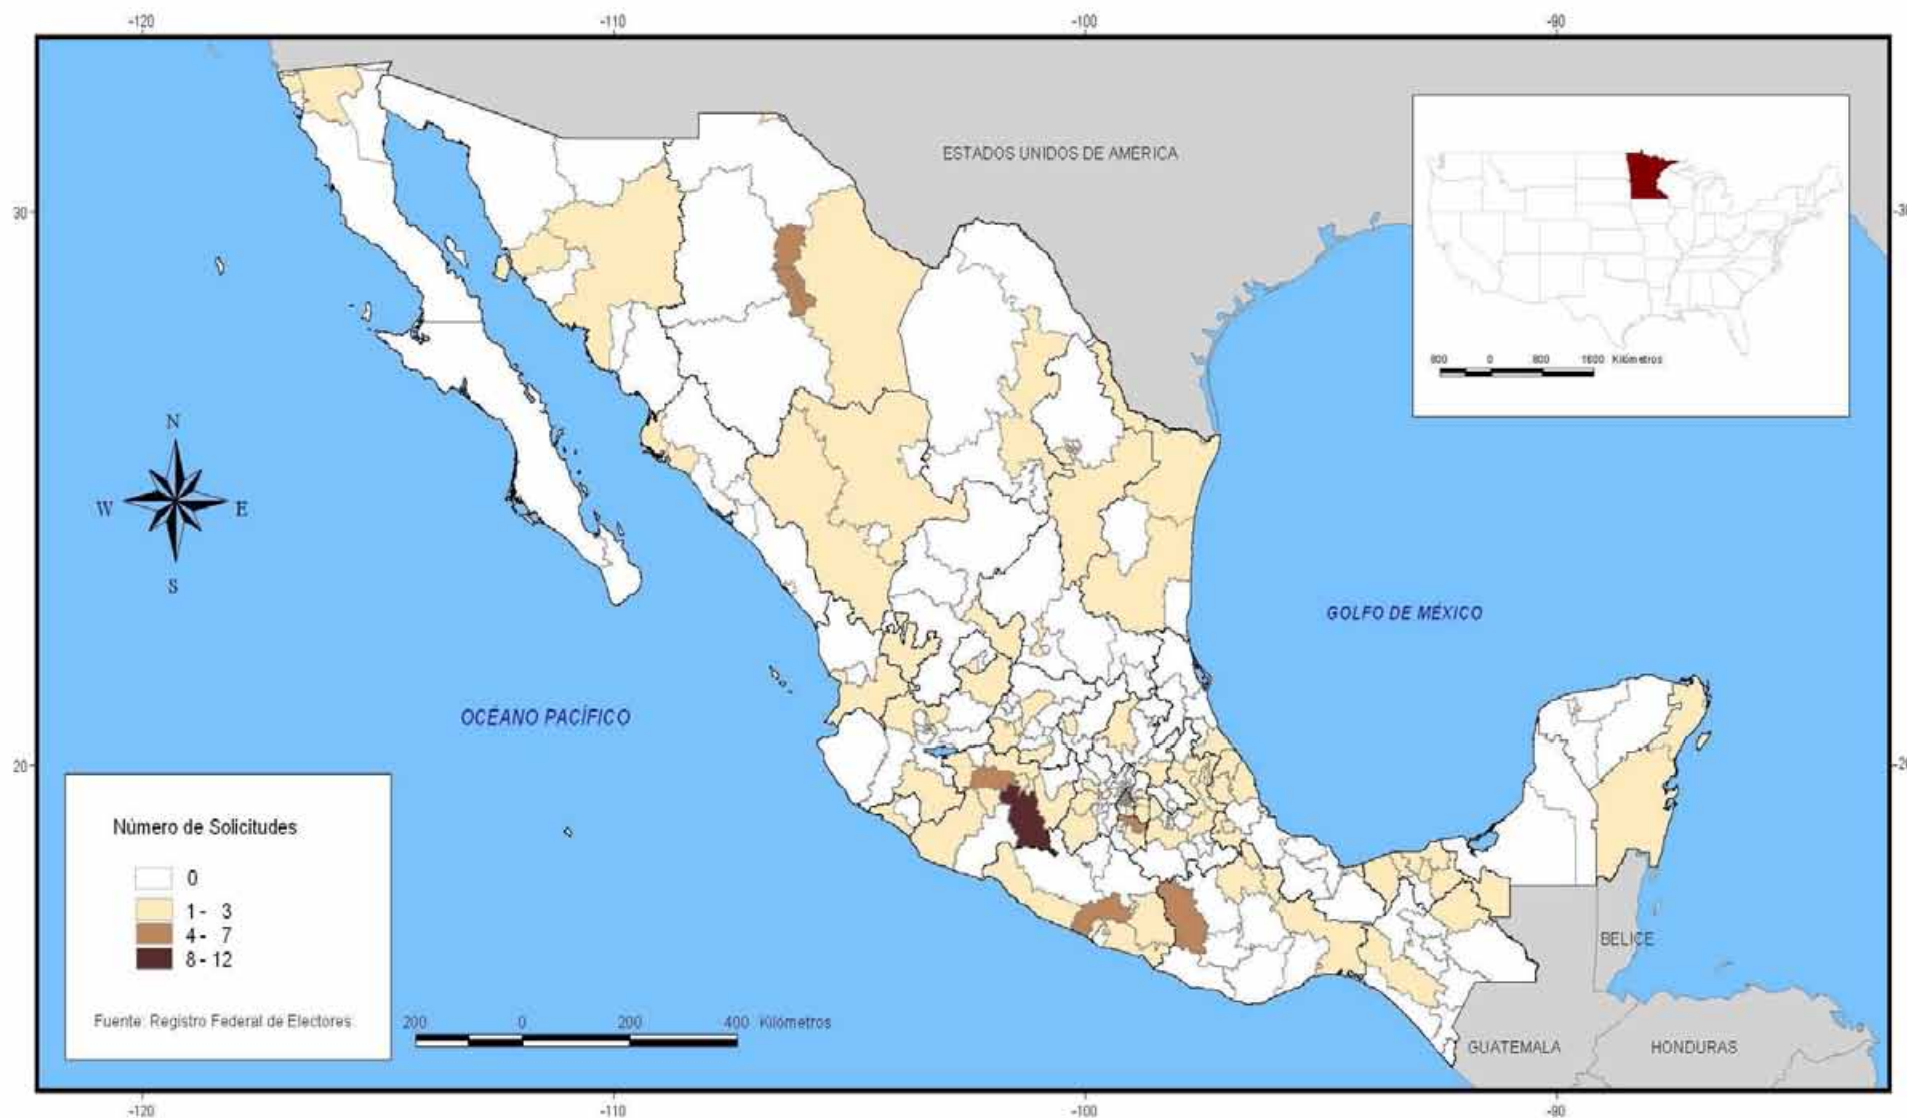 -120
-110
-100
-90
ESTADOS UNIDOS DE AMÉRICA
30
-30
800 0 800 1600 Kilómetros
N
W E
S
GOLFO DE MÉXICO
OCÉANO PACÍFICO
20
-20
Número de Solicitudes
0
1 - 3
4 - 7
8 - 12
Fuente: Registro Federal de Electores
200 0 200 400 Kilómetros
BELICE
GUATEMALA
HONDURAS
-120
-110
-100
-90